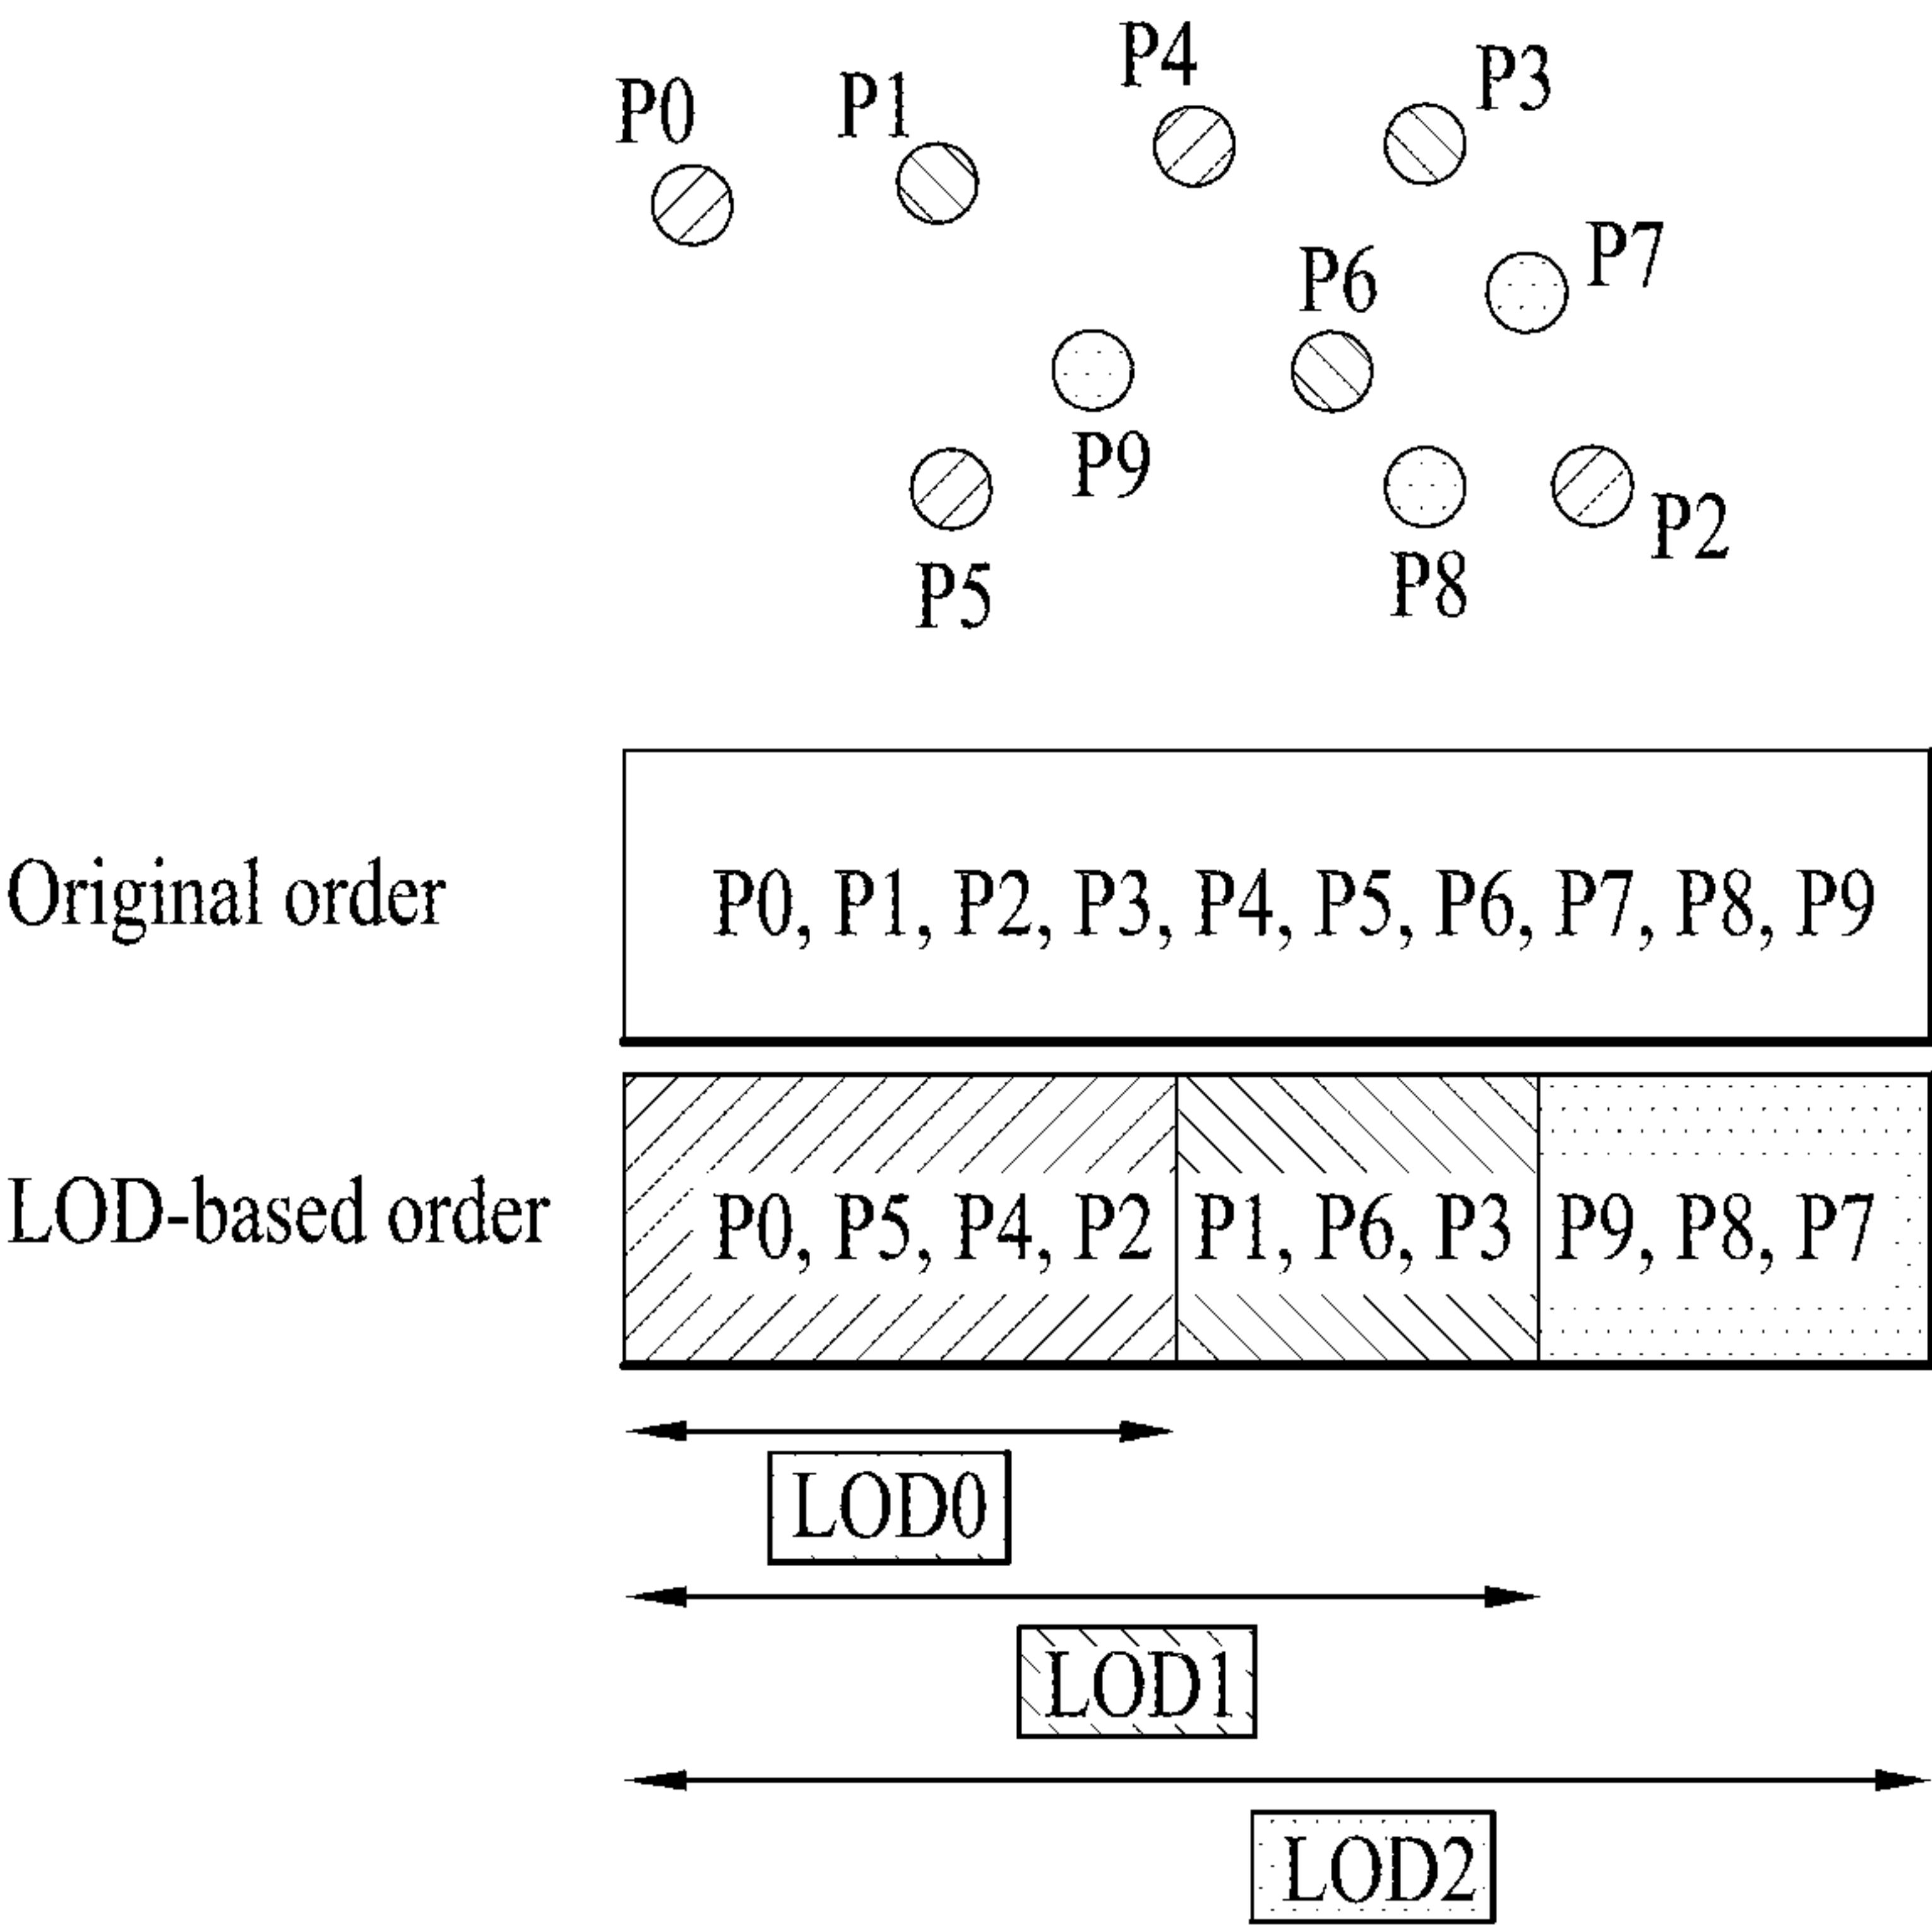 P4
P3
P0
P1
P7
P6
P9
P2
P8
P5
Original order
P0, P1, P2, P3, P4, P5, P6, P7, P8, P9
LOD-based order
P0, P5, P4, P2 P1, P6, P3 P9, P8, P7
LOD0
LOD1
LOD2